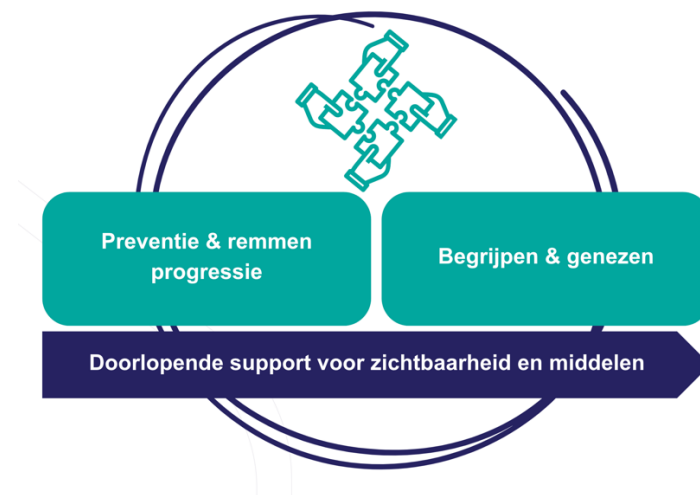 Preventie & remmen
progressie
Begrijpen & genezen
Doorlopende support voor zichtbaarheid en middelen